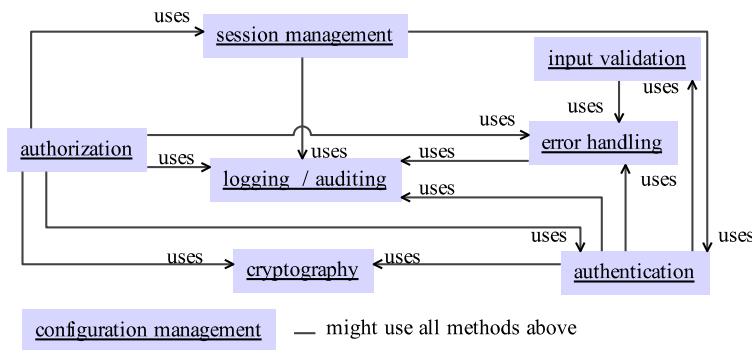 uses
session management
input validation
uses
uses
uses
error handling
authorization
uses
uses
uses
logging / auditing
uses
uses
uses
uses
uses
uses
cryptography
authentication
configuration management
might use all methods above